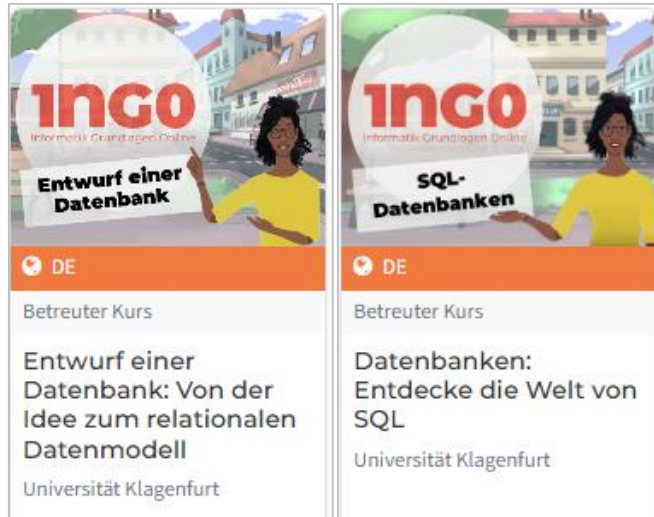 INGO
Informatik Grundlagen Online
Entwurf einer
Datenbank
DE
Betreuter Kurs
Entwurf einer
Datenbank: Von der
Idee zum relationalen
Datenmodell
Universität Klagenfurt
INGO
Informatik Grundlagen Online
SQL-
Datenbanken
DE
Betreuter Kurs
Datenbanken:
Entdecke die Welt von
SQL
Universität Klagenfurt